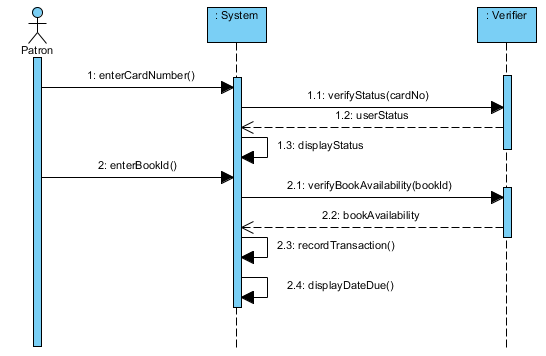 : System
: Verifier
Patron
1: enterCardNumber()
1.1: verifyStatus(cardNo)
1.2: userStatus
1.3: displayStatus
2: enterBookId()
2.1: verifyBookAvailability(bookId)
2.2: bookAvailability
2.3: recordTransaction()
2.4: displayDateDue()